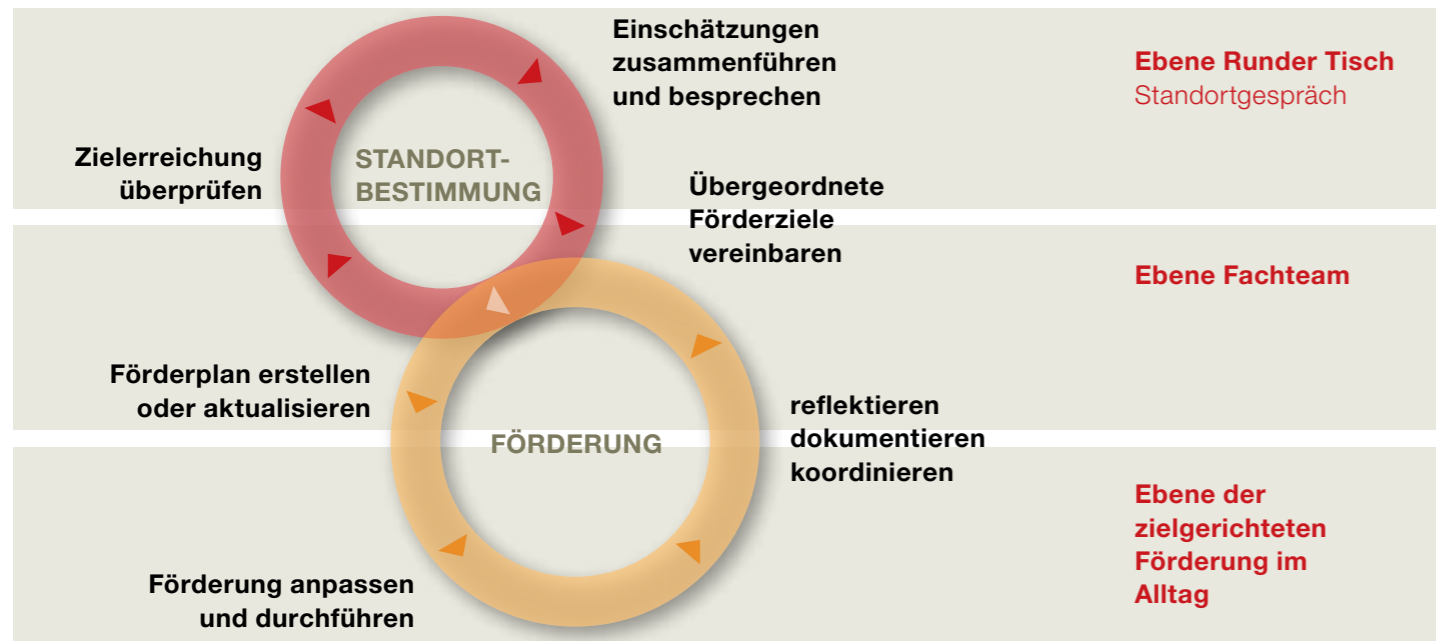 Einschätzungen
zusammenführen
und besprechen
Ebene Runder Tisch
Standortgespräch
Zielerreichung
überprüfen
STANDORT-
BESTIMMUNG
Übergeordnete
Förderziele
vereinbaren
Ebene Fachteam
Förderplan erstellen
oder aktualisieren
reflektieren
dokumentieren
koordinieren
FÖRDERUNG
Ebene der
zielgerichteten
Förderung im
Alltag
Förderung anpassen
und durchführen